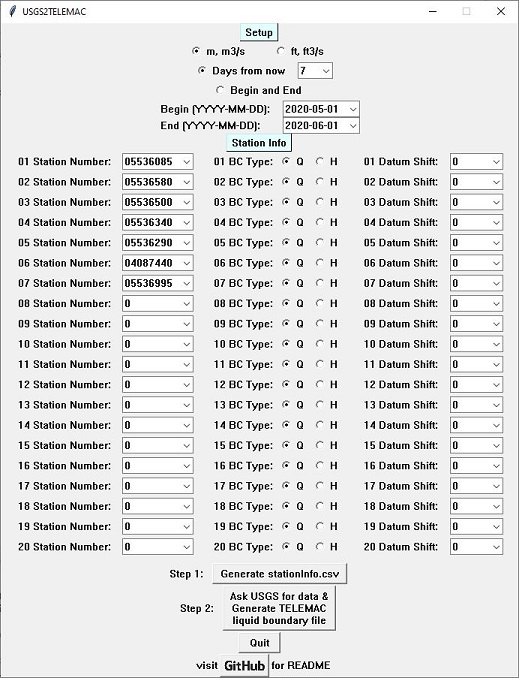 USGS2TELEMAC
Setup
m, m3/s ft, ft3/s
Days from now 7
Begin and End
Begin (YYYY-MM-DD): 2020-05-01
End (YYYY-MM-DD): 2020-06-01
Station Info
01 Station Number: 05536085 01 BC Type: Q H 01 Datum Shift: 0
02 Station Number: 05536580 02 BC Type: Q H 02 Datum Shift: 0
03 Station Number: 05536500 03 BC Type: Q H 03 Datum Shift: 0
04 Station Number: 05536340 04 BC Type: Q H 04 Datum Shift: 0
05 Station Number: 05536290 05 BC Type: Q H 05 Datum Shift: 0
06 Station Number: 04087440 06 BC Type: Q H 06 Datum Shift: 0
07 Station Number: 05536995 07 BC Type: Q H 07 Datum Shift: 0
08 Station Number: 0 08 BC Type: Q H 08 Datum Shift: 0
09 Station Number: 0 09 BC Type: Q H 09 Datum Shift: 0
10 Station Number: 0 10 BC Type: Q H 10 Datum Shift: 0
11 Station Number: 0 11 BC Type: Q H 11 Datum Shift: 0
12 Station Number: 0 12 BC Type: Q H 12 Datum Shift: 0
13 Station Number: 0 13 BC Type: Q H 13 Datum Shift: 0
14 Station Number: 0 14 BC Type: Q H 14 Datum Shift: 0
15 Station Number: 0 15 BC Type: Q H 15 Datum Shift: 0
16 Station Number: 0 16 BC Type: Q H 16 Datum Shift: 0
17 Station Number: 0 17 BC Type: Q H 17 Datum Shift: 0
18 Station Number: 0 18 BC Type: Q H 18 Datum Shift: 0
19 Station Number: 0 19 BC Type: Q H 19 Datum Shift: 0
20 Station Number: 0 20 BC Type: Q H 20 Datum Shift: 0
Step 1: Generate stationInfo.csv
Step 2: Ask USGS for data &
Generate TELEMAC
liquid boundary file
Quit
visit GitHub for README